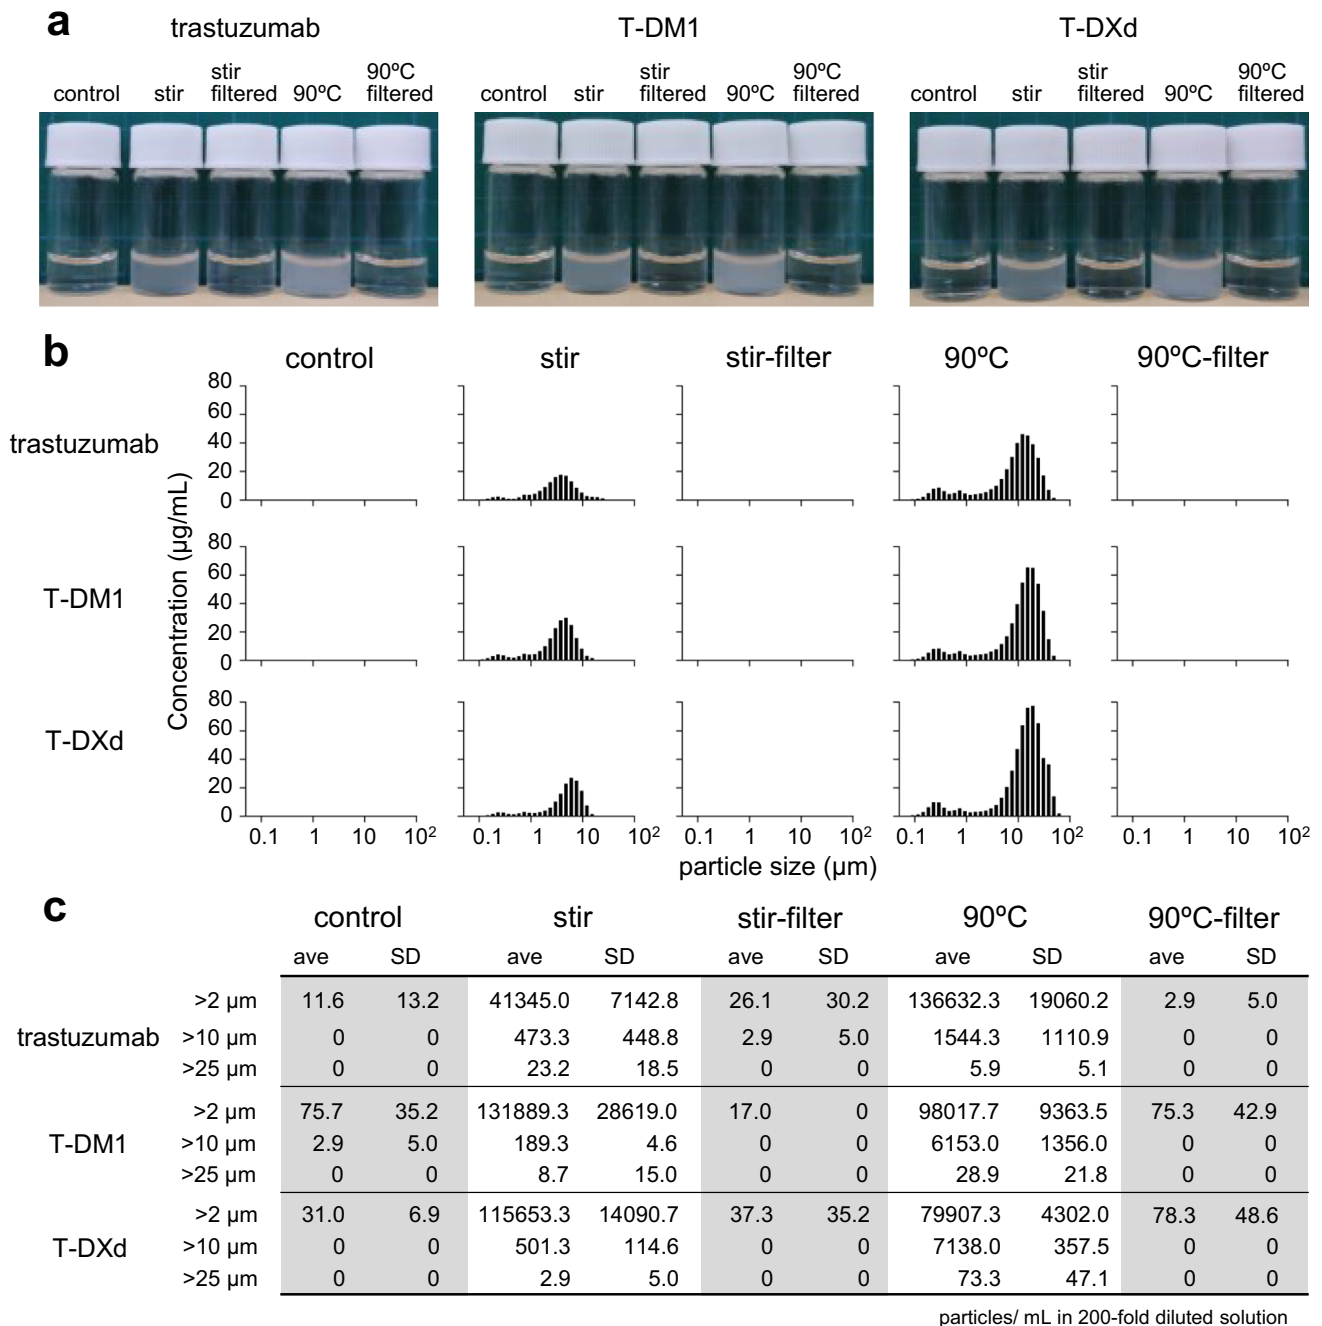 a
trastuzumab T-DM1 T-DXd
control stir stir filtered 90ºC 90ºC filtered control stir stir filtered 90ºC 90ºC filtered control stir stir filtered 90ºC 90ºC filtered
b
control stir stir-filter 90ºC 90ºC-filter
Concentration (µg/mL)
trastuzumab
80
60
40
20
0
T-DM1
80
60
40
20
0
T-DXd
80
60
40
20
0
0.1 1 10 10² 0.1 1 10 10² 0.1 1 10 10² 0.1 1 10 10² 0.1 1 10 10²
particle size (µm)
c
control stir stir-filter 90ºC 90ºC-filter
ave SD ave SD ave SD ave SD ave SD
>2 µm 11.6 13.2 41345.0 7142.8 26.1 30.2 136632.3 19060.2 2.9 5.0
trastuzumab >10 µm 0 0 473.3 448.8 2.9 5.0 1544.3 1110.9 0 0
>25 µm 0 0 23.2 18.5 0 0 5.9 5.1 0 0
>2 µm 75.7 35.2 131889.3 28619.0 17.0 0 98017.7 9363.5 75.3 42.9
T-DM1 >10 µm 2.9 5.0 189.3 4.6 0 0 6153.0 1356.0 0 0
>25 µm 0 0 8.7 15.0 0 0 28.9 21.8 0 0
>2 µm 31.0 6.9 115653.3 14090.7 37.3 35.2 79907.3 4302.0 78.3 48.6
T-DXd >10 µm 0 0 501.3 114.6 0 0 7138.0 357.5 0 0
>25 µm 0 0 2.9 5.0 0 0 73.3 47.1 0 0
particles/ mL in 200-fold diluted solution